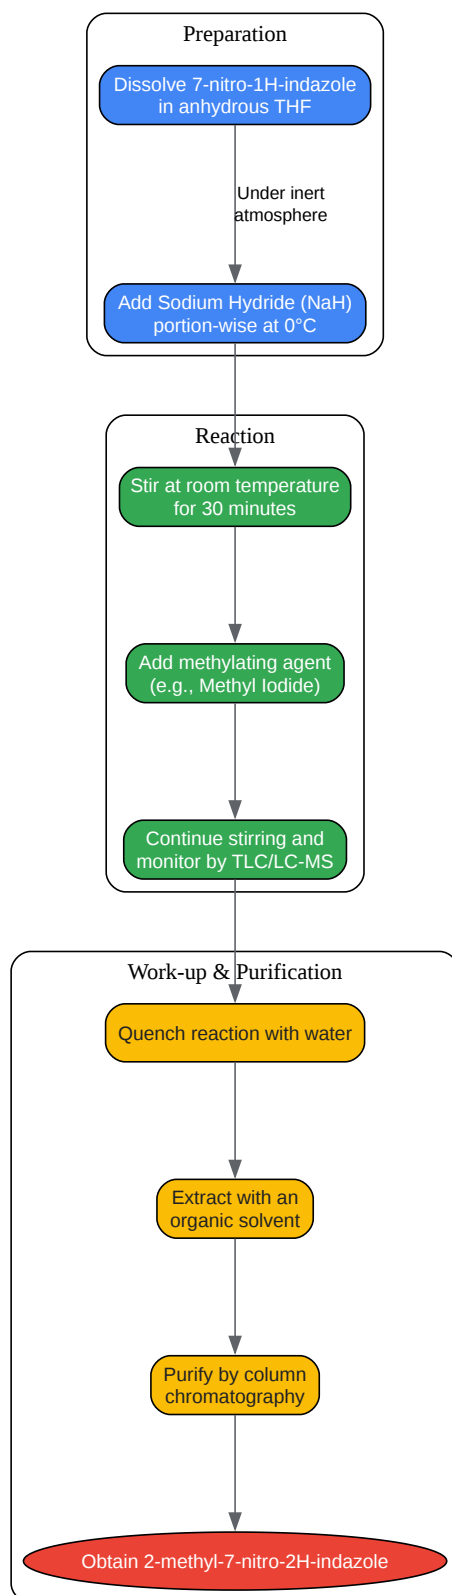 Preparation
Dissolve 7-nitro-1H-indazole
in anhydrous THF
Under inert
atmosphere
Add Sodium Hydride (NaH)
portion-wise at 0°C
Reaction
Stir at room temperature
for 30 minutes
Add methylating agent
(e.g., Methyl Iodide)
Continue stirring and
monitor by TLC/LC-MS
Work-up & Purification
Quench reaction with water
Extract with an
organic solvent
Purify by column
chromatography
Obtain 2-methyl-7-nitro-2H-indazole